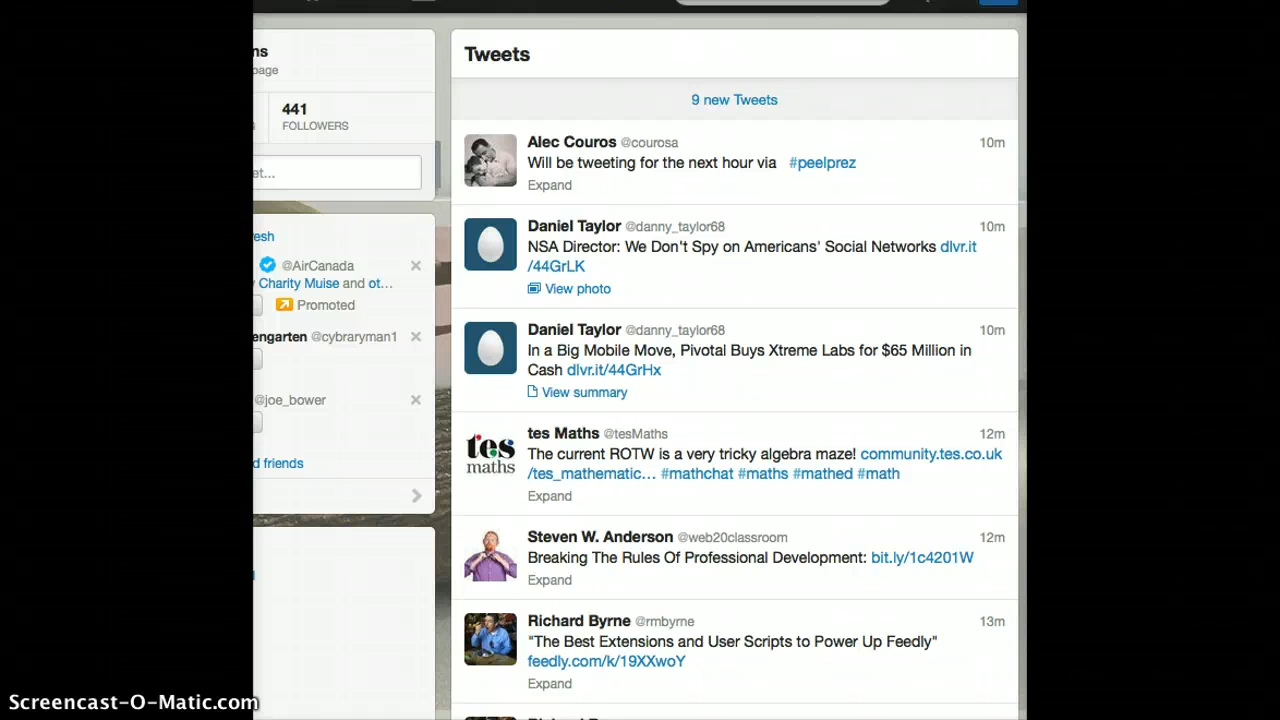 ns
page
441
FOLLOWERS
et...
esh
@AirCanada
Charity Muise and ot...
Promoted
engarten @cybraryman1
@joe_bower
d friends
Tweets
9 new Tweets
Alec Couros @courosa 10m
Will be tweeting for the next hour via #peelprez
Expand
Daniel Taylor @danny_taylor68 10m
NSA Director: We Don't Spy on Americans' Social Networks dlvr.it
/44GrLK
View photo
Daniel Taylor @danny_taylor68 10m
In a Big Mobile Move, Pivotal Buys Xtreme Labs for $65 Million in
Cash dlvr.it/44GrHx
View summary
tes
maths
tes Maths @tesMaths 12m
The current ROTW is a very tricky algebra maze! community.tes.co.uk
/tes_mathematic... #mathchat #maths #mathed #math
Expand
Steven W. Anderson @web20classroom 12m
Breaking The Rules Of Professional Development: bit.ly/1c4201W
Expand
Richard Byrne @rmbyrne 13m
"The Best Extensions and User Scripts to Power Up Feedly"
feedly.com/k/19XXwoY
Expand
Screencast-O-Matic.com